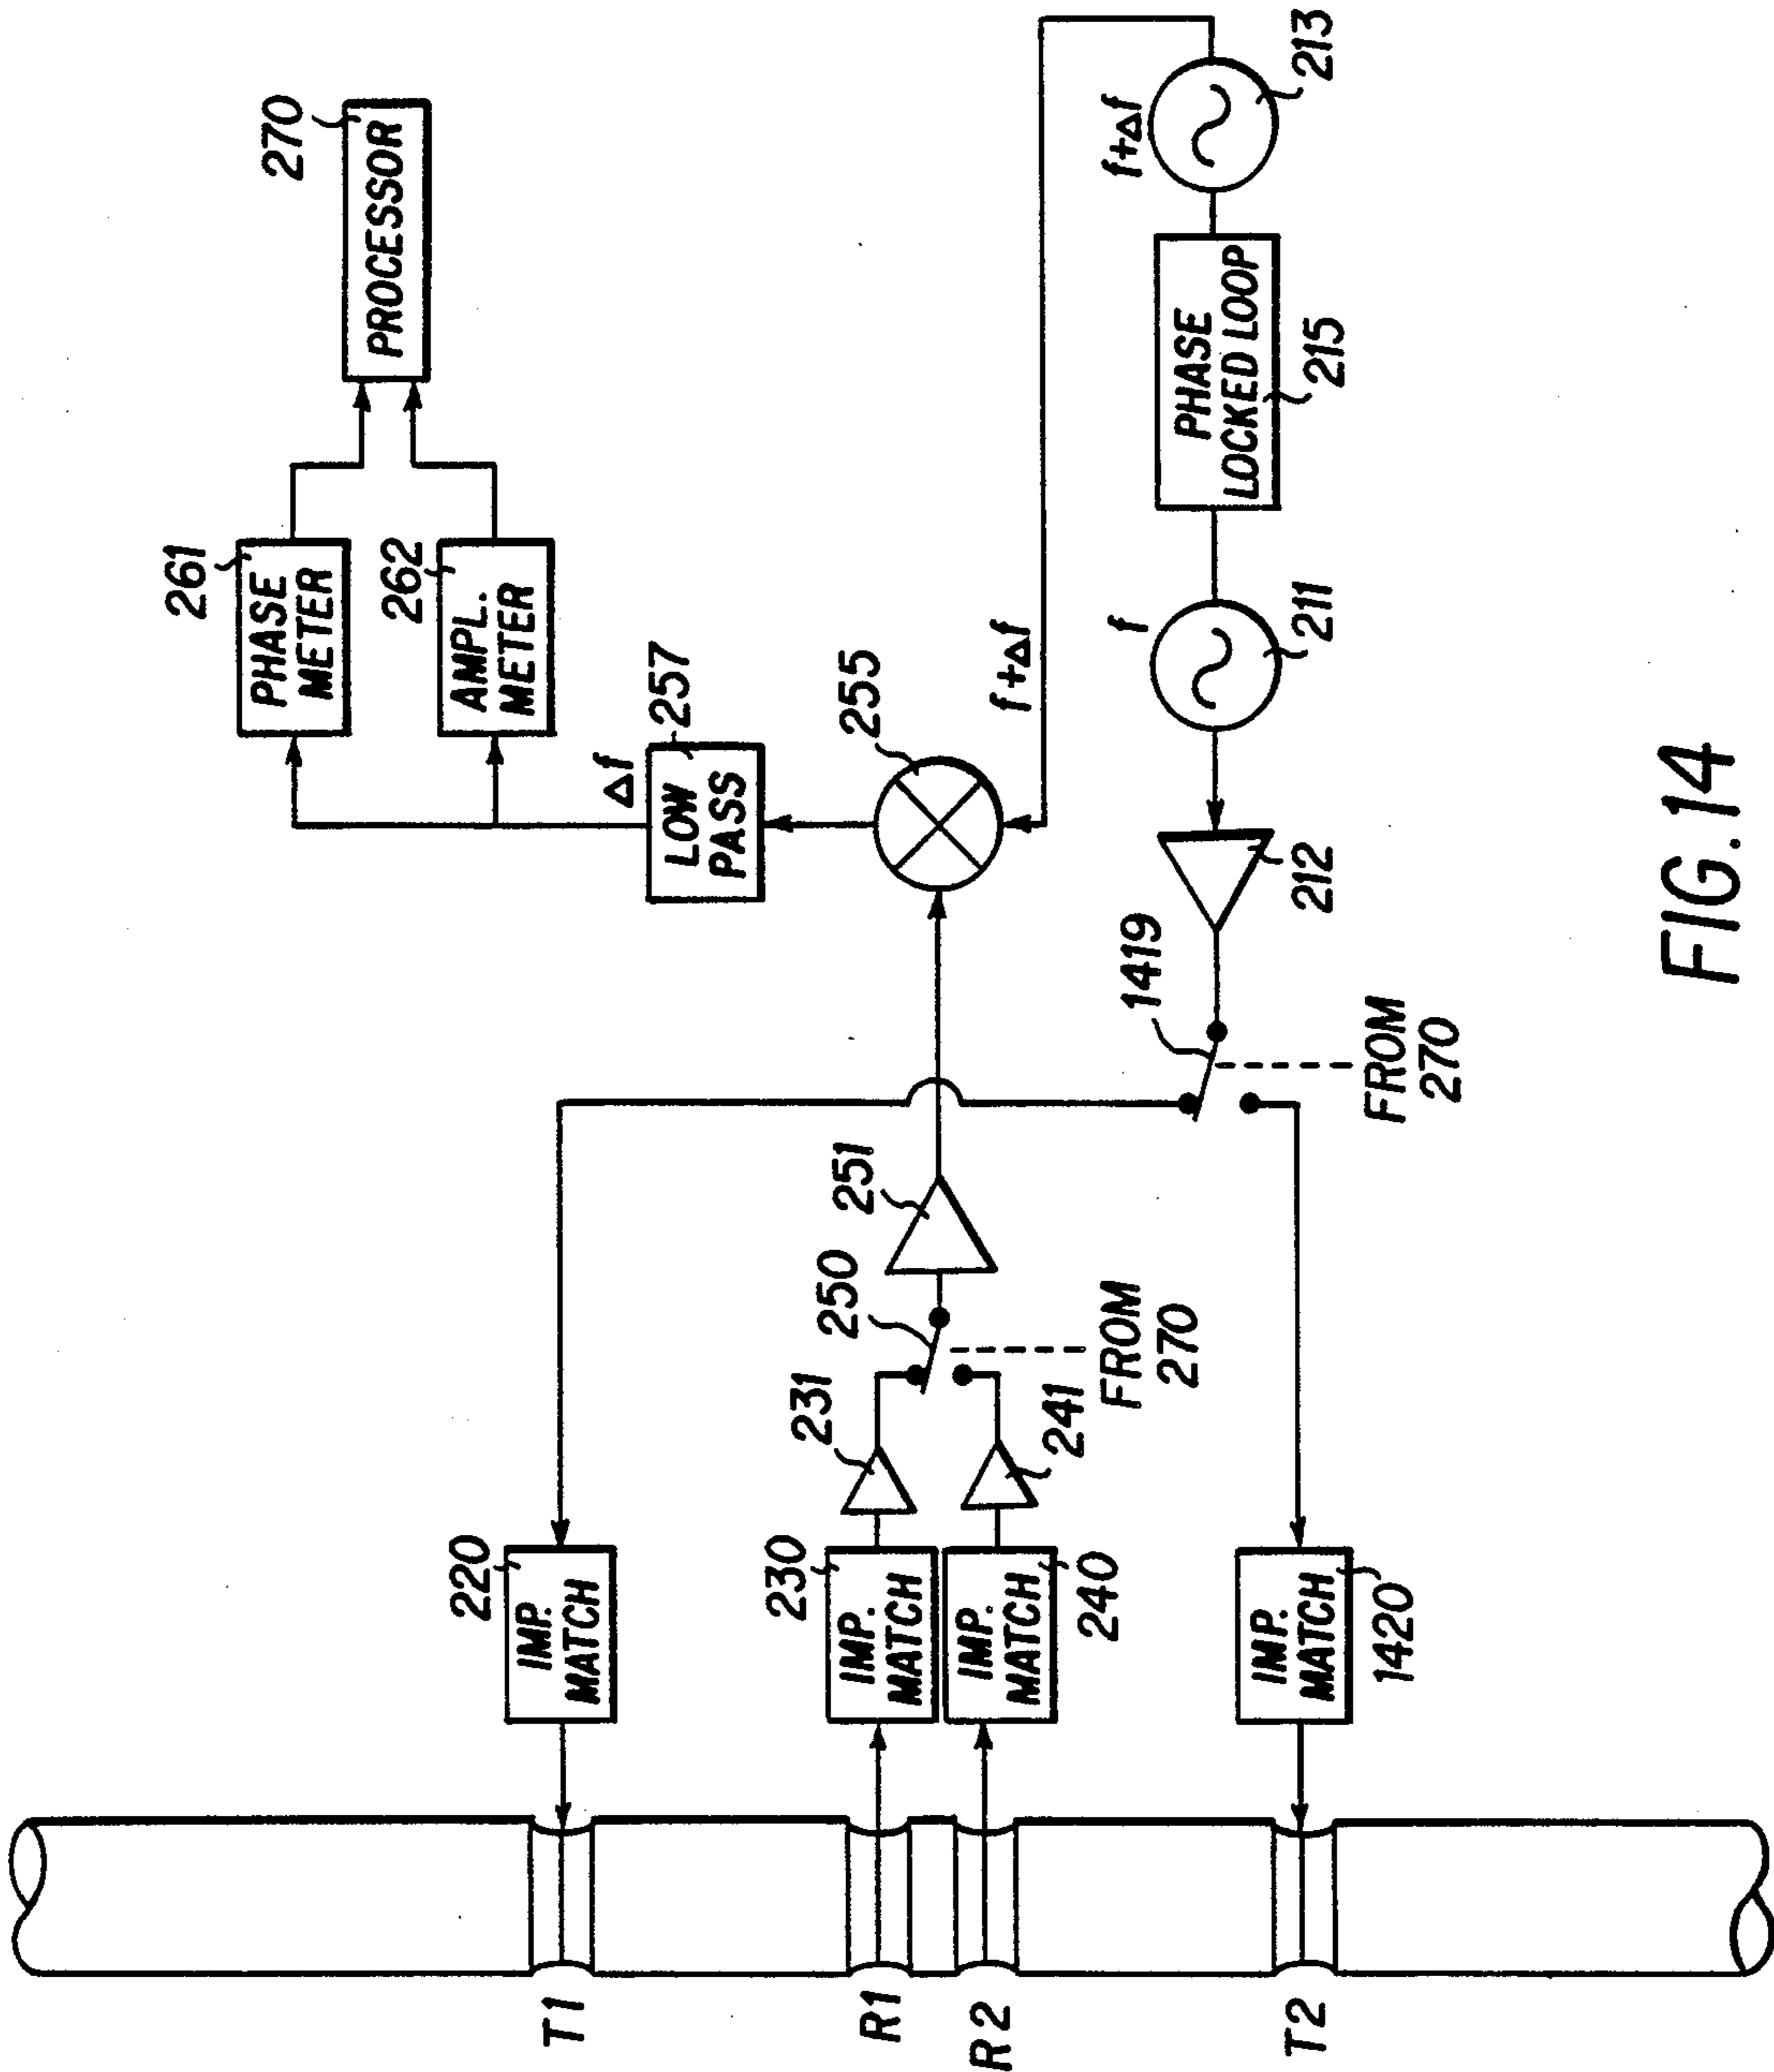 T1
R1
R2
T2
220
IMP.
MATCH
230
IMP.
MATCH
IMP.
MATCH
240
IMP.
MATCH
1420
231
241
250
FROM
270
251
1419
FROM
270
212
255
f+Δf
257
LOW
PASS
Δf
261
PHASE
METER
262
AMPL.
METER
270
PROCESSOR
f
211
PHASE
LOCKED LOOP
215
f+Δf
213
FIG.14